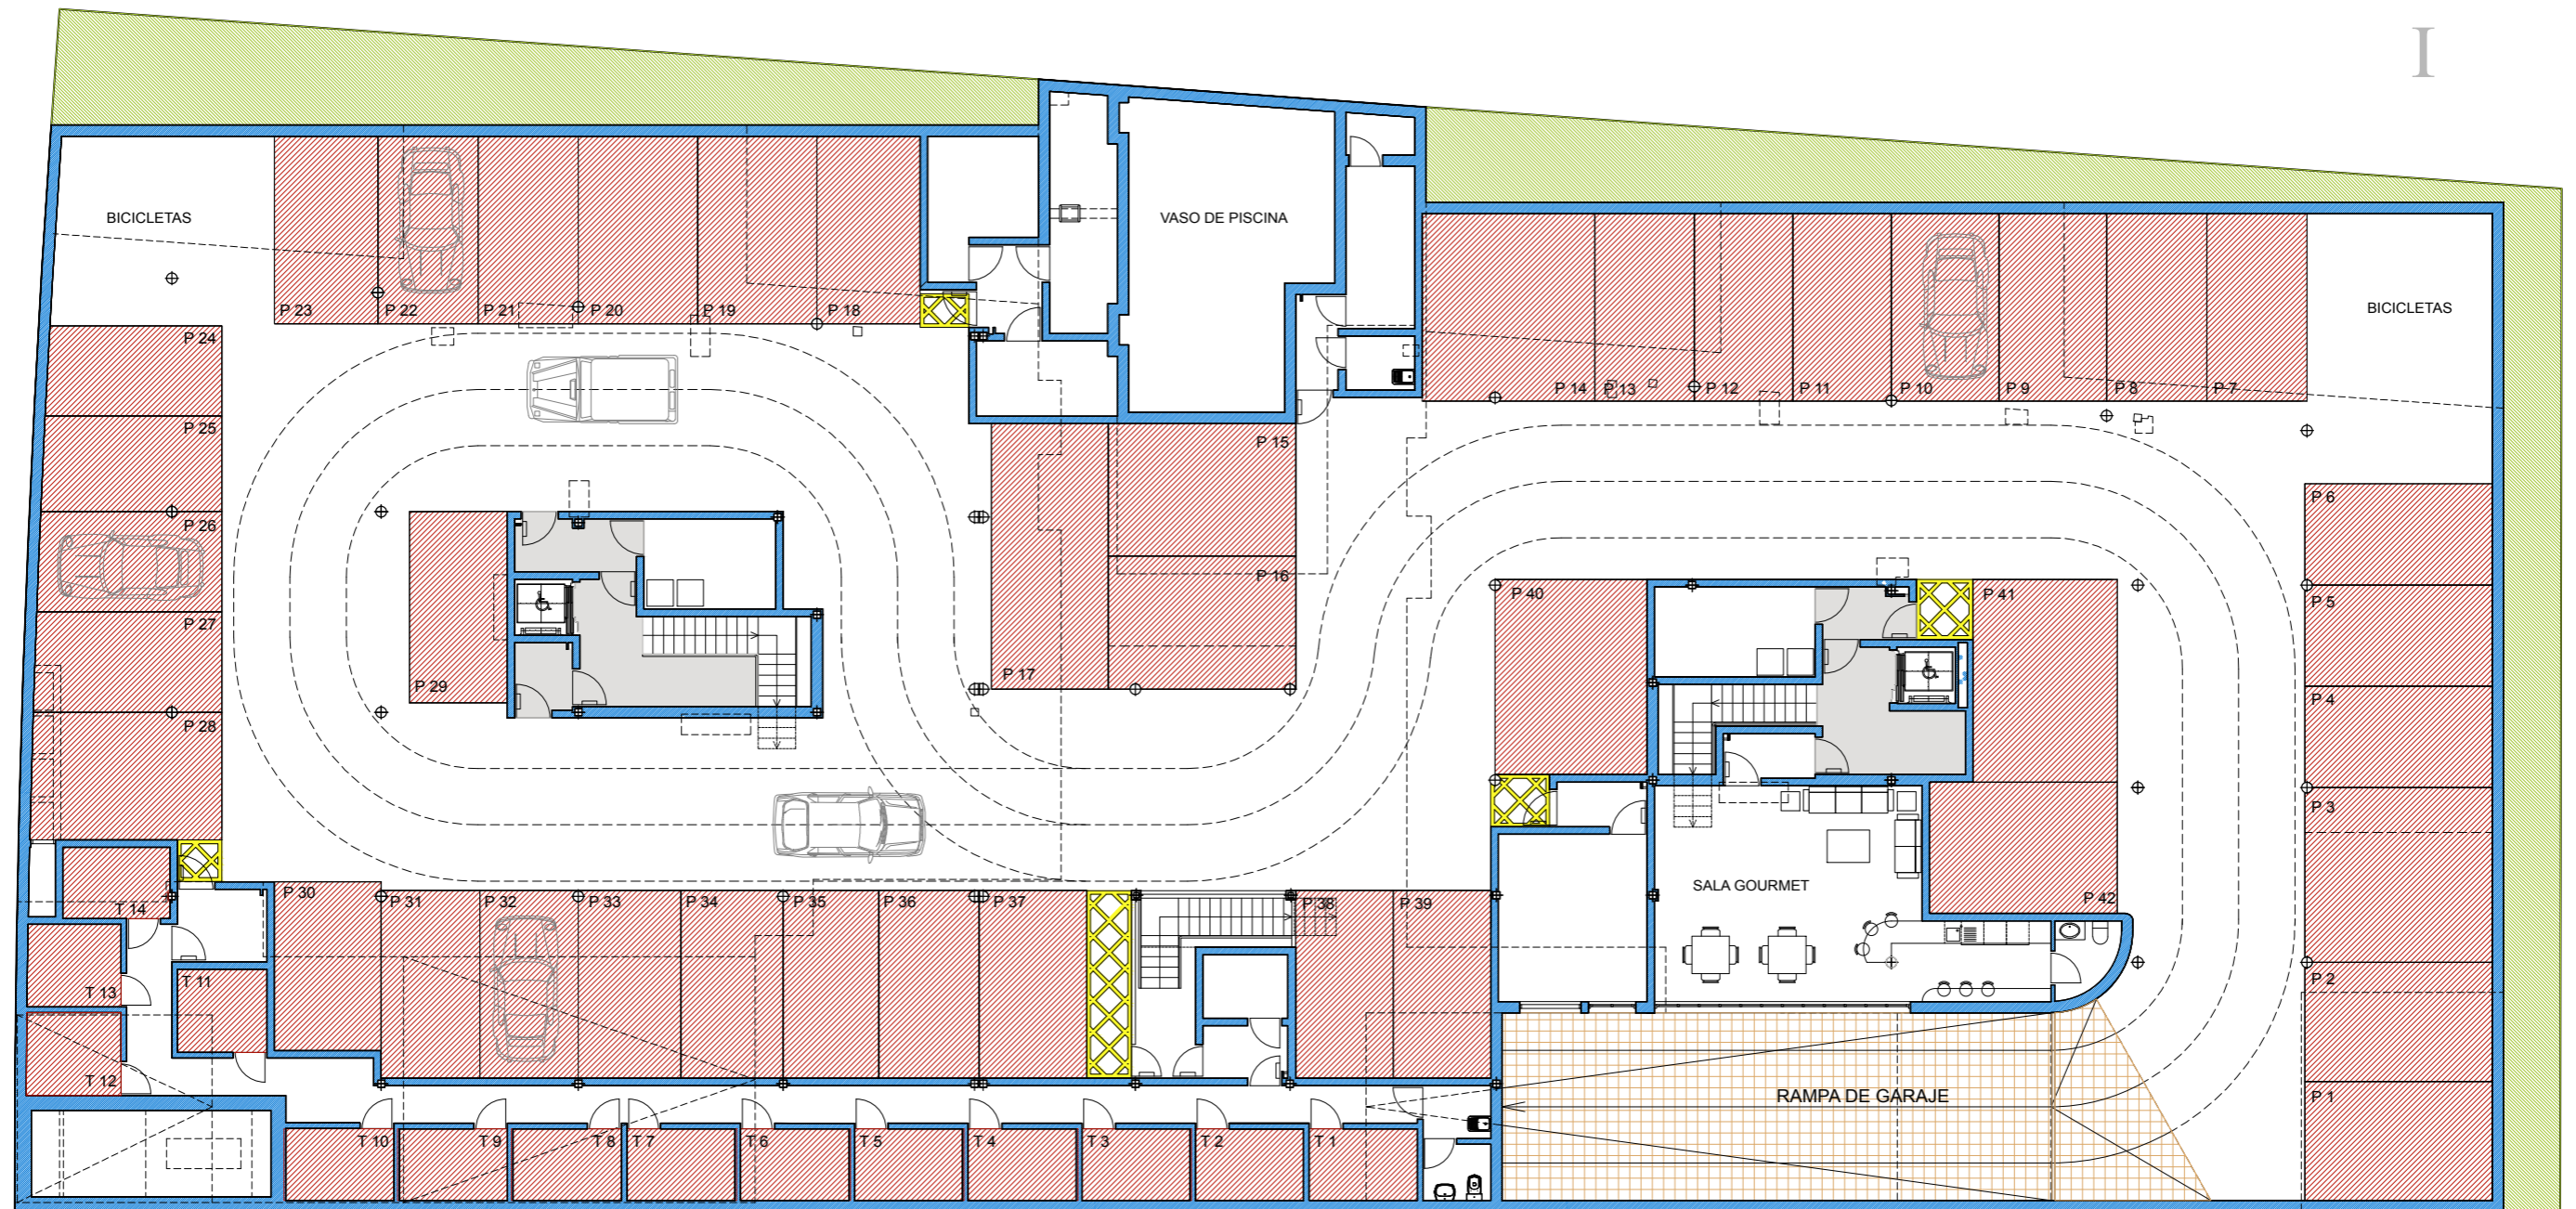 I
BICICLETAS
VASO DE PISCINA
BICICLETAS
P 23
P 22
P 21
P 20
P 19
P 18
P 24
P 14
P 13
P 12
P 11
P 10
P 9
P 8
P 7
P 25
P 15
P 6
P 26
P 16
P 40
P 41
P 5
P 27
P 29
P 17
P 4
P 28
P 3
SALA GOURMET
P 30
P 31
P 32
P 33
P 34
P 35
P 36
P 37
P 38
P 39
P 42
T 14
T 13
T 11
P 2
T 12
RAMPA DE GARAJE
P 1
T 10
T 9
T 8
T 7
T 6
T 5
T 4
T 3
T 2
T 1